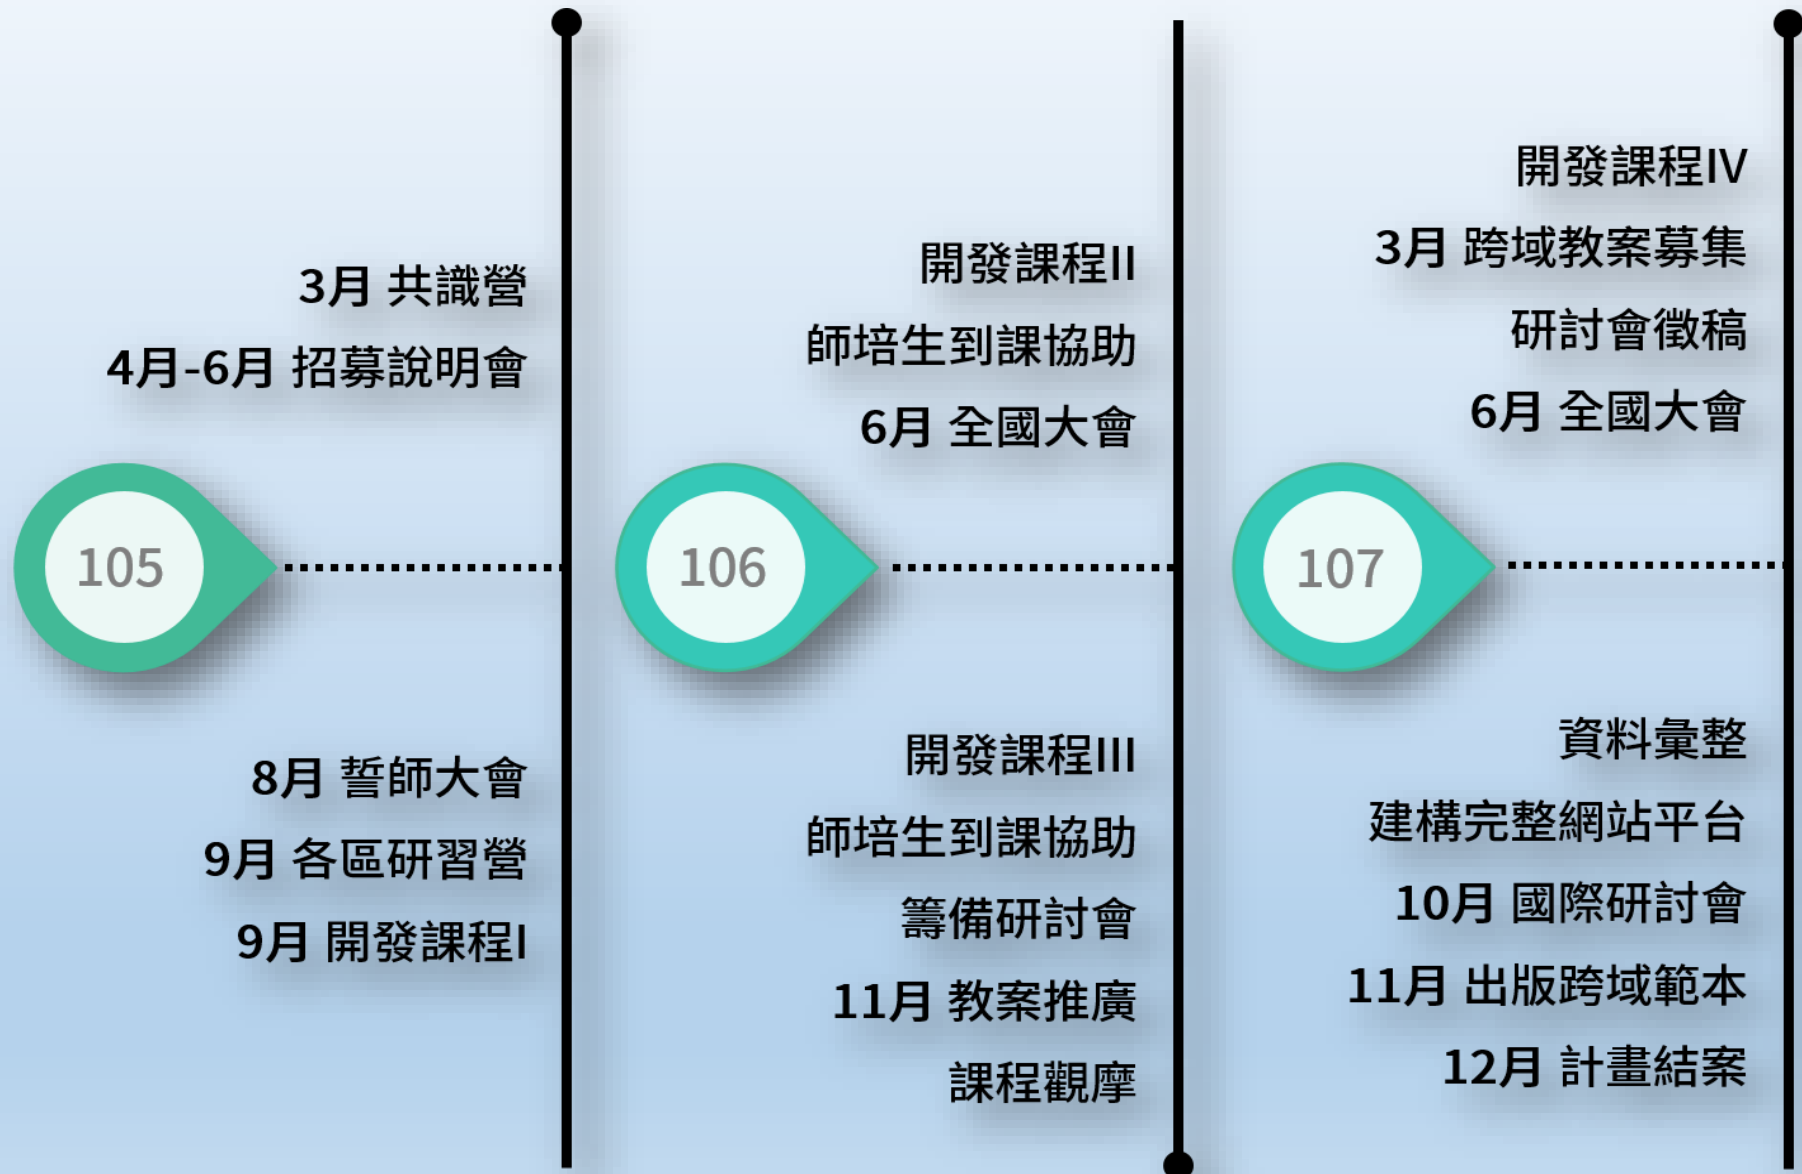 3月 共識營
4月-6月 招募說明會
105
8月 誓師大會
9月 各區研習營
9月 開發課程I
開發課程II
師培生到課協助
6月 全國大會
106
開發課程III
師培生到課協助
籌備研討會
11月 教案推廣
課程觀摩
開發課程IV
3月 跨域教案募集
研討會徵稿
6月 全國大會
107
資料彙整
建構完整網站平台
10月 國際研討會
11月 出版跨域範本
12月 計畫結案